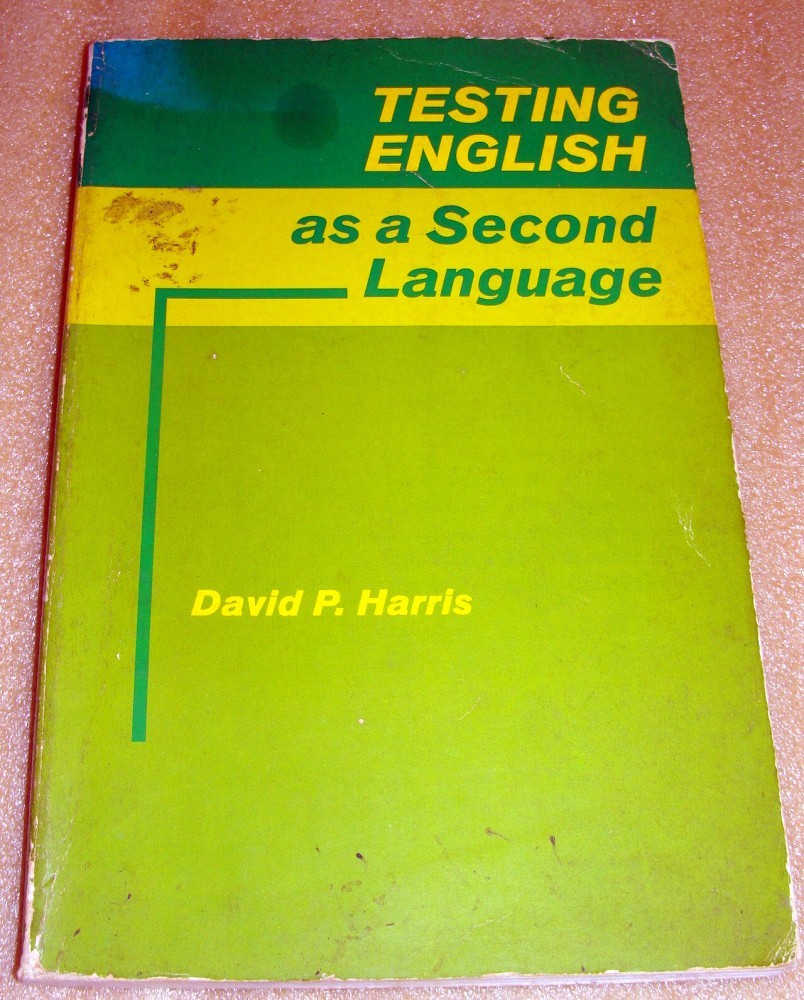 TESTING
ENGLISH
as a Second
Language
David P. Harris